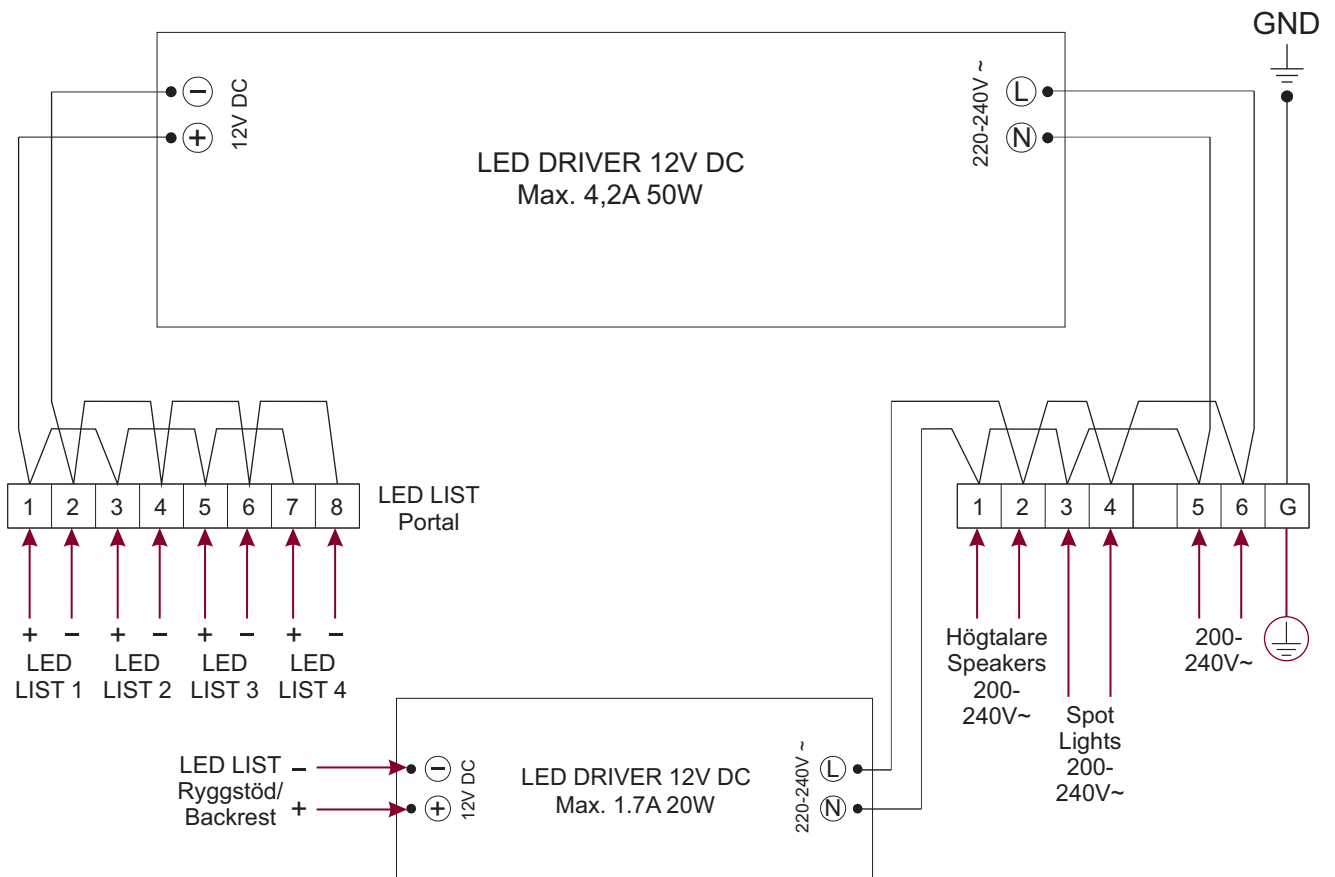 GND
− 12V DC
+
220-240V ~
L
N
LED DRIVER 12V DC
Max. 4,2A 50W
1 2 3 4 5 6 7 8
LED LIST
Portal
+ − + − + − + −
LED LED LED LED
LIST 1 LIST 2 LIST 3 LIST 4
1 2 3 4 5 6 G
Högtalare
Speakers
200-
240V~
Spot
Lights
200-
240V~
200-
240V~
LED LIST −
Ryggstöd/
Backrest +
− 12V DC
+
LED DRIVER 12V DC
Max. 1.7A 20W
220-240V ~
L
N